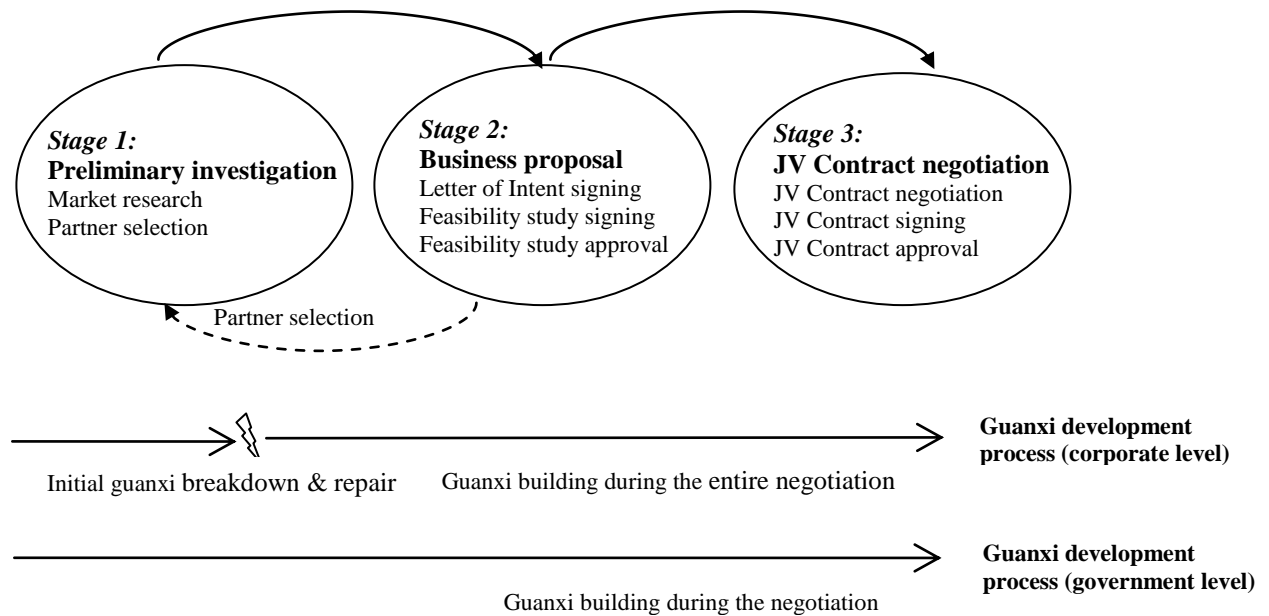 Stage 1:
Preliminary investigation
Market research
Partner selection
Stage 2:
Business proposal
Letter of Intent signing
Feasibility study signing
Feasibility study approval
Stage 3:
JV Contract negotiation
JV Contract negotiation
JV Contract signing
JV Contract approval
Partner selection
Guanxi development
process (corporate level)
Initial guanxi breakdown & repair
Guanxi building during the entire negotiation
Guanxi development
process (government level)
Guanxi building during the negotiation